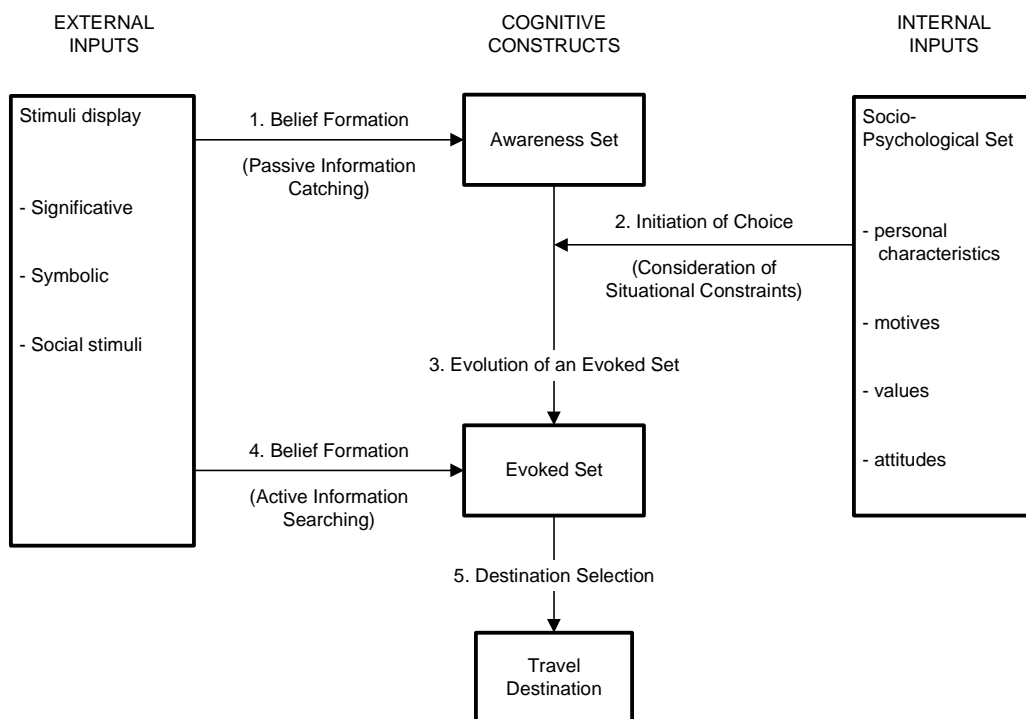 EXTERNAL
INPUTS
COGNITIVE
CONSTRUCTS
INTERNAL
INPUTS
Stimuli display
- Significative
- Symbolic
- Social stimuli
1. Belief Formation
(Passive Information
Catching)
Awareness Set
2. Initiation of Choice
(Consideration of
Situational Constraints)
Socio-
Psychological Set
- personal
characteristics
- motives
- values
- attitudes
3. Evolution of an Evoked Set
4. Belief Formation
(Active Information
Searching)
Evoked Set
5. Destination Selection
Travel
Destination